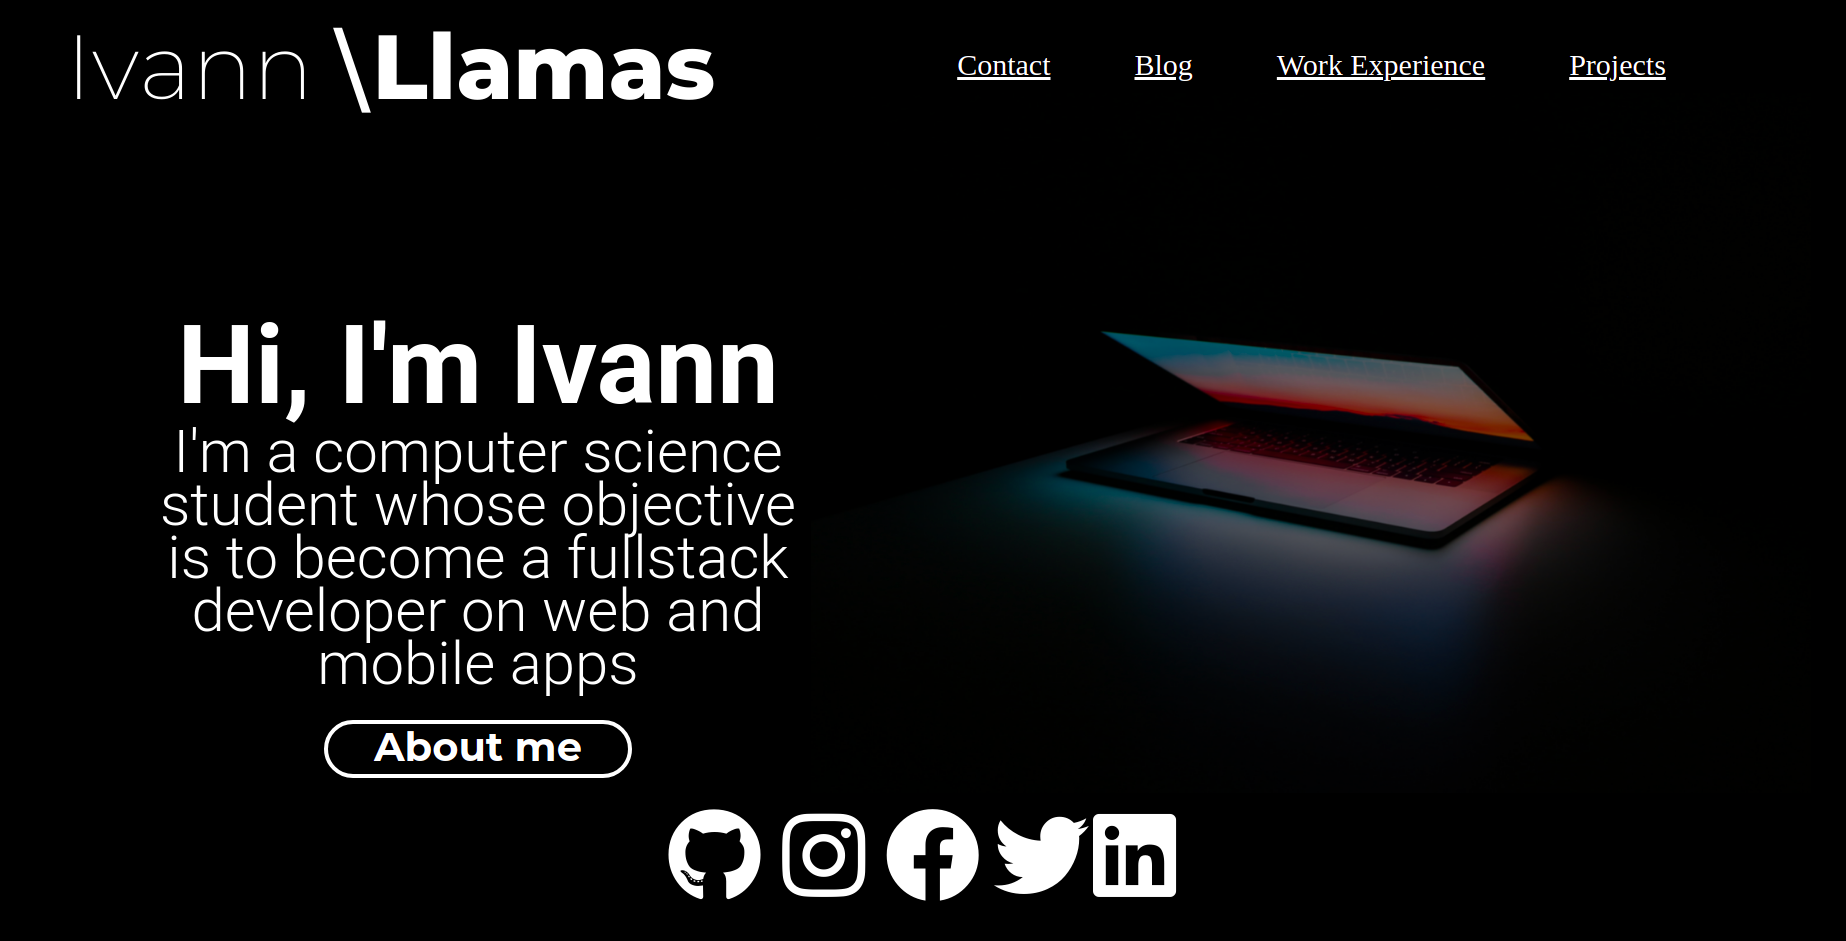 Ivann \Llamas
Contact Blog Work Experience Projects
Hi, I'm Ivann
I'm a computer science
student whose objective
is to become a fullstack
developer on web and
mobile apps
About me